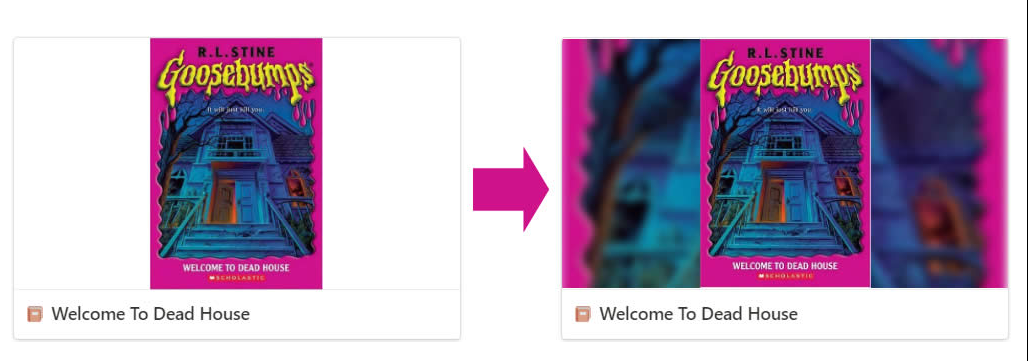 R.L. STINE
Goosebumps
It will just kill you.
WELCOME TO DEAD HOUSE
SCHOLASTIC
Welcome To Dead House
R.L. STINE
Goosebumps
It will just kill you.
WELCOME TO DEAD HOUSE
SCHOLASTIC
Welcome To Dead House